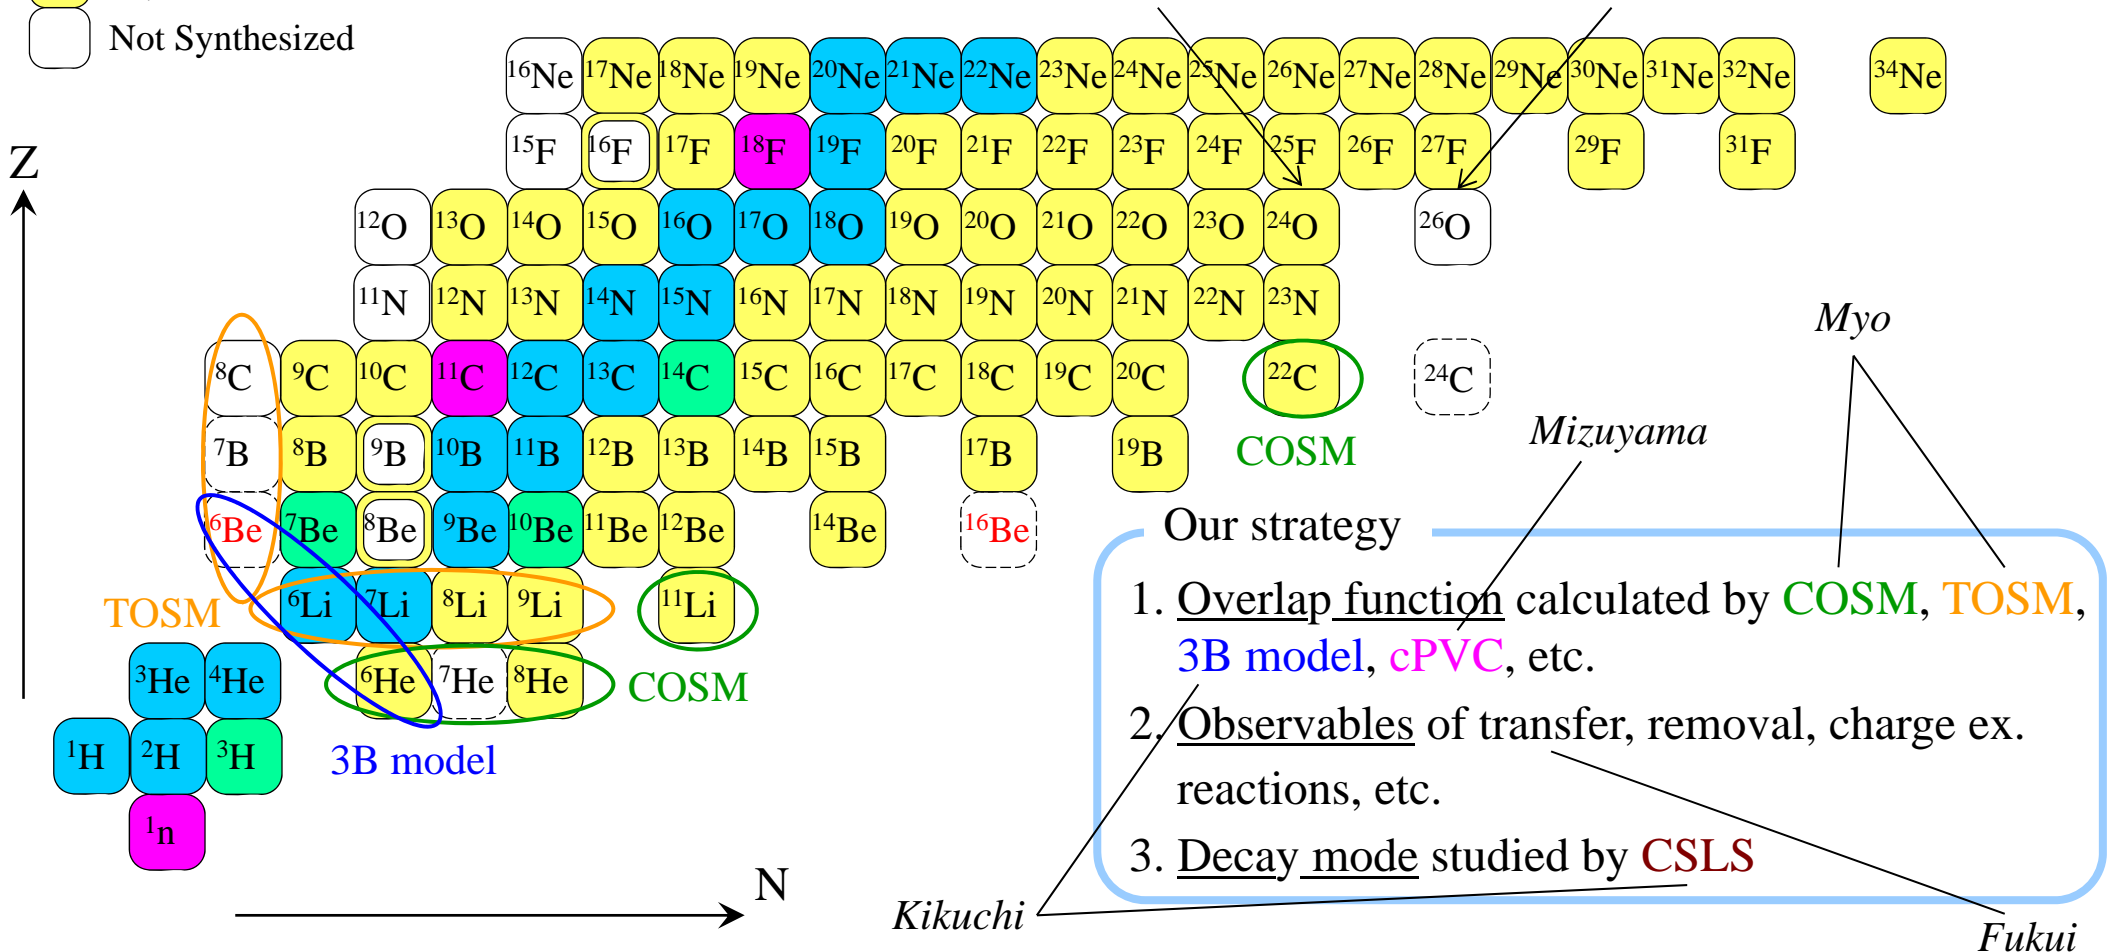 Not Synthesized
¹⁶Ne ¹⁷Ne ¹⁸Ne ¹⁹Ne ²⁰Ne ²¹Ne ²²Ne ²³Ne ²⁴Ne ²⁵Ne ²⁶Ne ²⁷Ne ²⁸Ne ²⁹Ne ³⁰Ne ³¹Ne ³²Ne ³⁴Ne
Z
¹⁵F ¹⁶F ¹⁷F ¹⁸F ¹⁹F ²⁰F ²¹F ²²F ²³F ²⁴F ²⁵F ²⁶F ²⁷F ²⁹F ³¹F
¹²O ¹³O ¹⁴O ¹⁵O ¹⁶O ¹⁷O ¹⁸O ¹⁹O ²⁰O ²¹O ²²O ²³O ²⁴O ²⁶O
¹¹N ¹²N ¹³N ¹⁴N ¹⁵N ¹⁶N ¹⁷N ¹⁸N ¹⁹N ²⁰N ²¹N ²²N ²³N
Myo
⁸C ⁹C ¹⁰C ¹¹C ¹²C ¹³C ¹⁴C ¹⁵C ¹⁶C ¹⁷C ¹⁸C ¹⁹C ²⁰C ²²C ²⁴C
Mizuyama
⁷B ⁸B ⁹B ¹⁰B ¹¹B ¹²B ¹³B ¹⁴B ¹⁵B ¹⁷B ¹⁹B
COSM
⁶Be ⁷Be ⁸Be ⁹Be ¹⁰Be ¹¹Be ¹²Be ¹⁴Be ¹⁶Be
TOSM
⁶Li ⁷Li ⁸Li ⁹Li ¹¹Li
³He ⁴He ⁶He ⁷He ⁸He
COSM
¹H ²H ³H
3B model
¹n
N
Our strategy
1. Overlap function calculated by COSM, TOSM,
3B model, cPVC, etc.
2. Observables of transfer, removal, charge ex.
reactions, etc.
3. Decay mode studied by CSLS
Kikuchi
Fukui